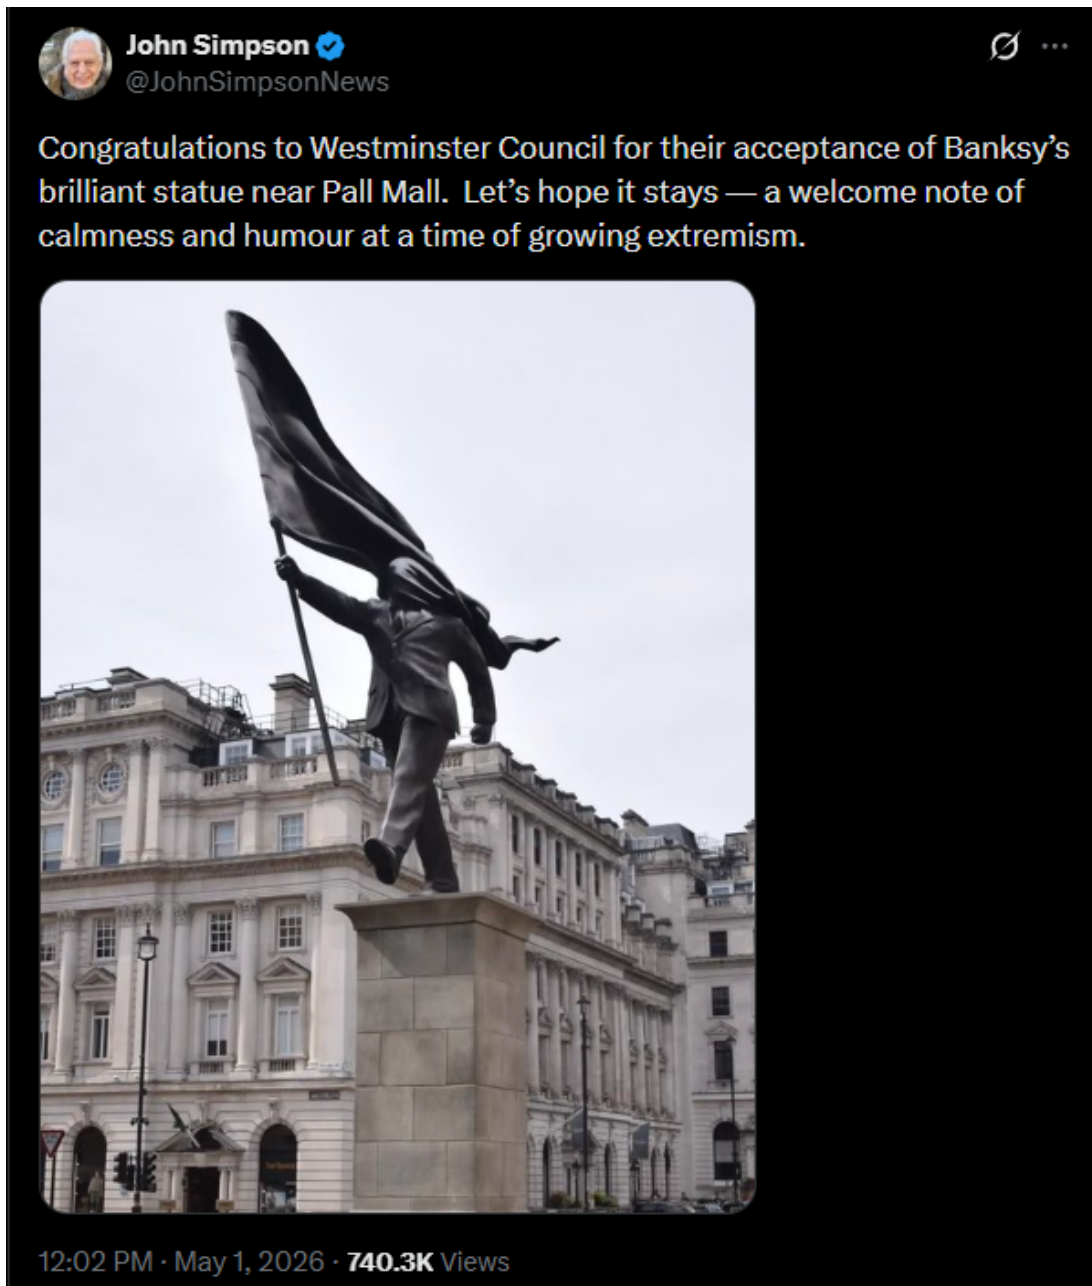 John Simpson
@JohnSimpsonNews
Congratulations to Westminster Council for their acceptance of Banksy’s
brilliant statue near Pall Mall.  Let’s hope it stays — a welcome note of
calmness and humour at a time of growing extremism.
12:02 PM · May 1, 2026 · 740.3K Views